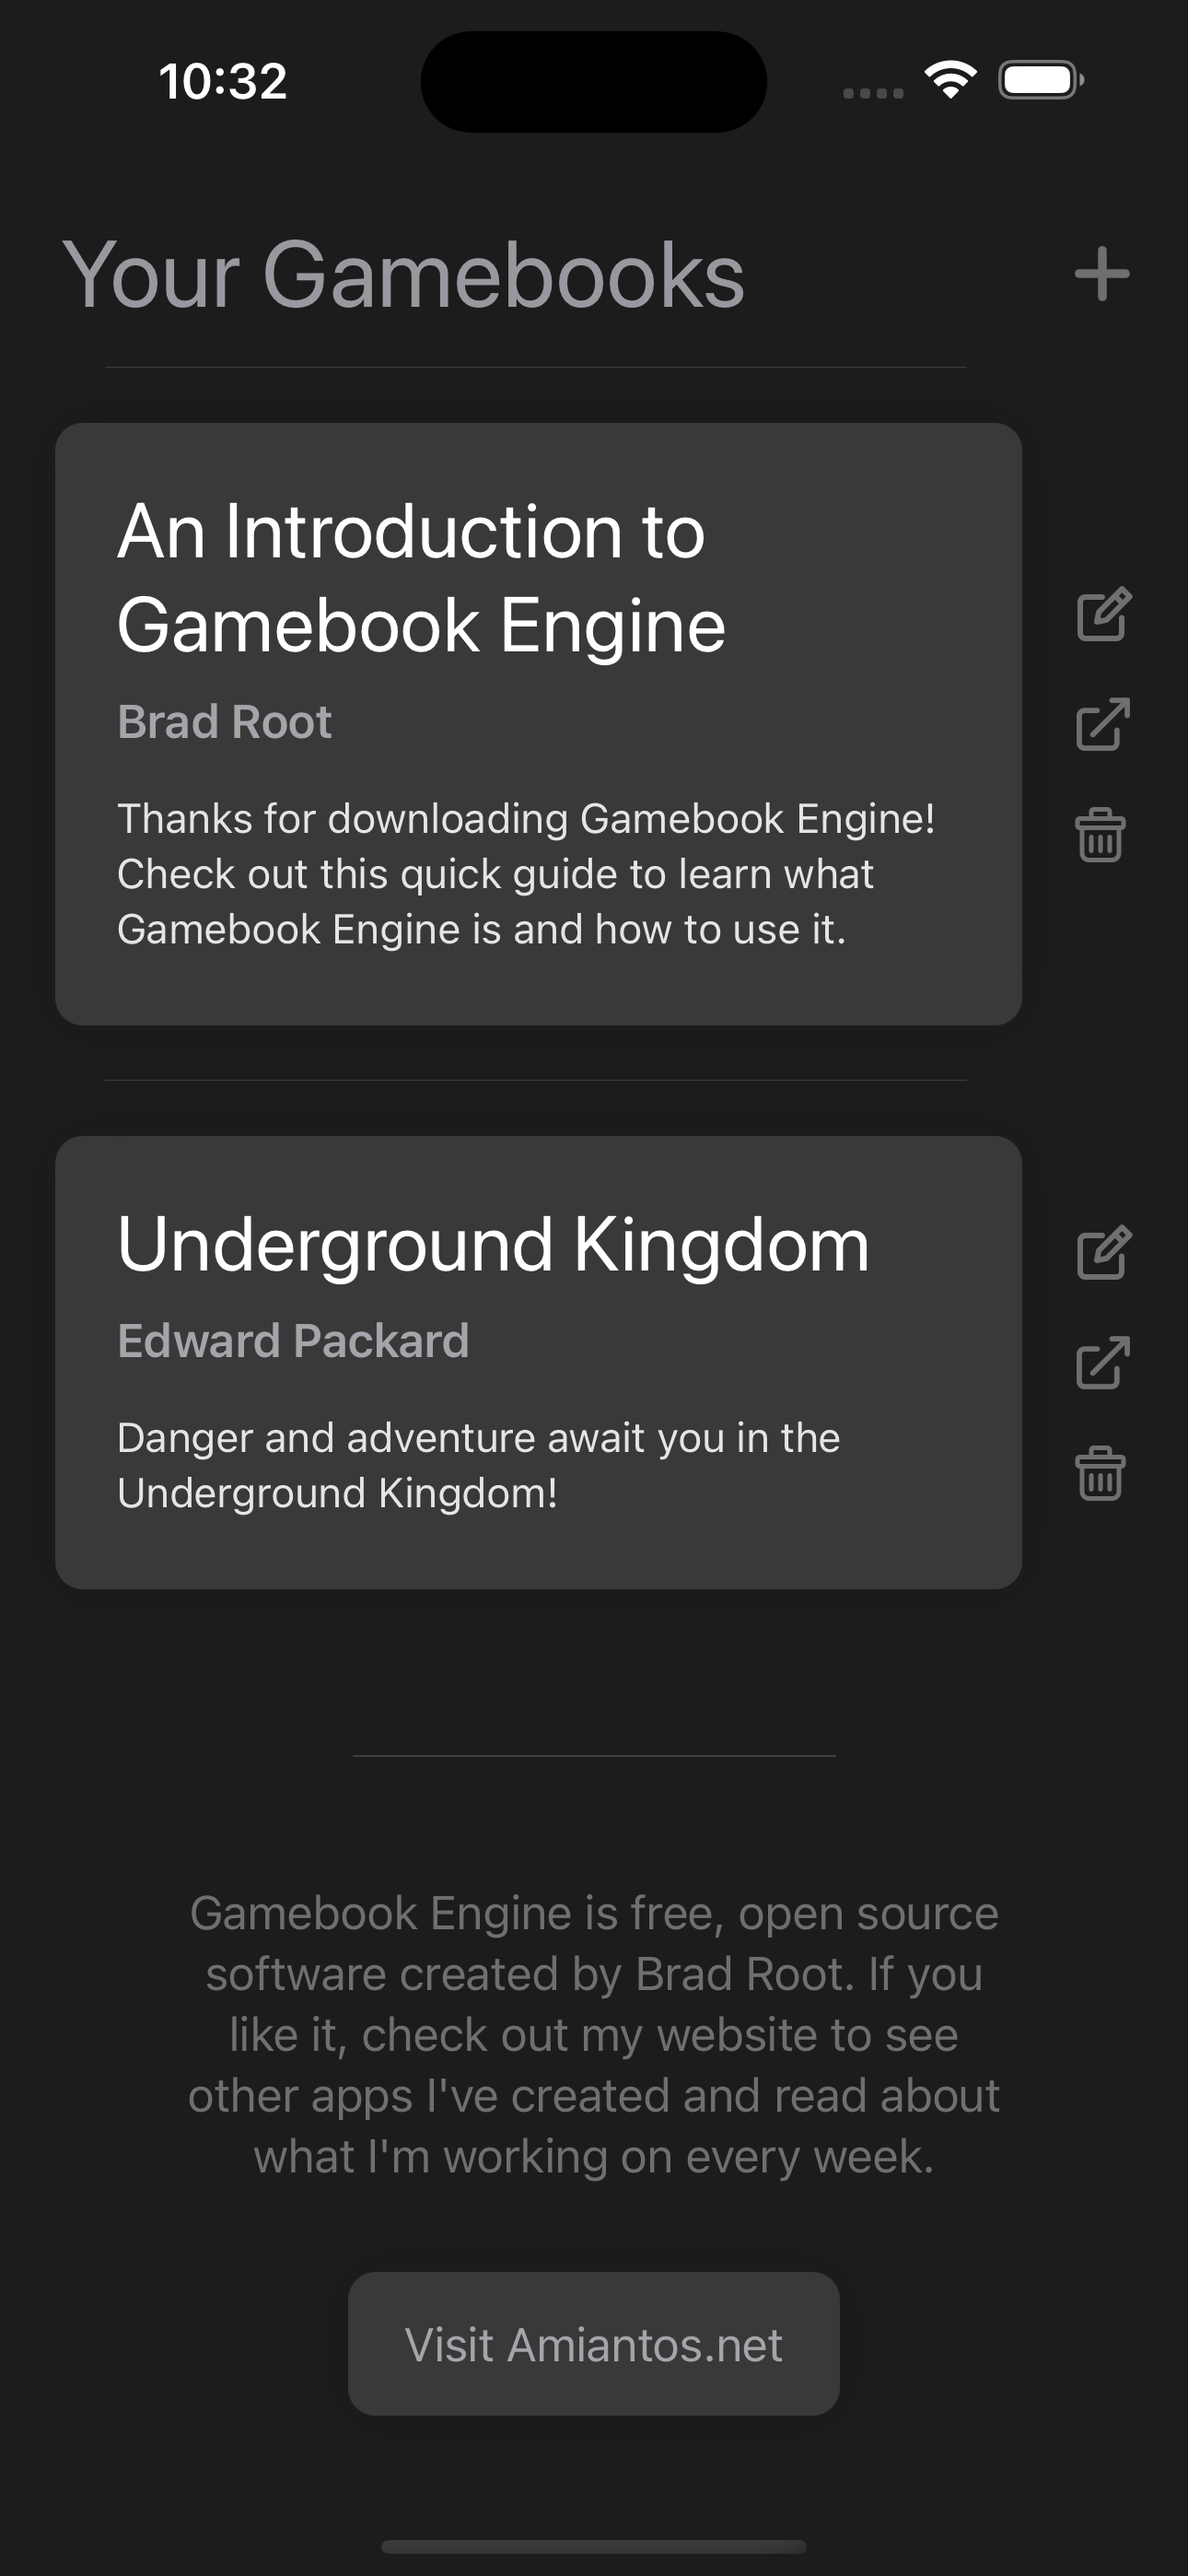 10:32
Your Gamebooks
An Introduction to
Gamebook Engine
Brad Root
Thanks for downloading Gamebook Engine!
Check out this quick guide to learn what
Gamebook Engine is and how to use it.
Underground Kingdom
Edward Packard
Danger and adventure await you in the
Underground Kingdom!
Gamebook Engine is free, open source
software created by Brad Root. If you
like it, check out my website to see
other apps I've created and read about
what I'm working on every week.
Visit Amiantos.net